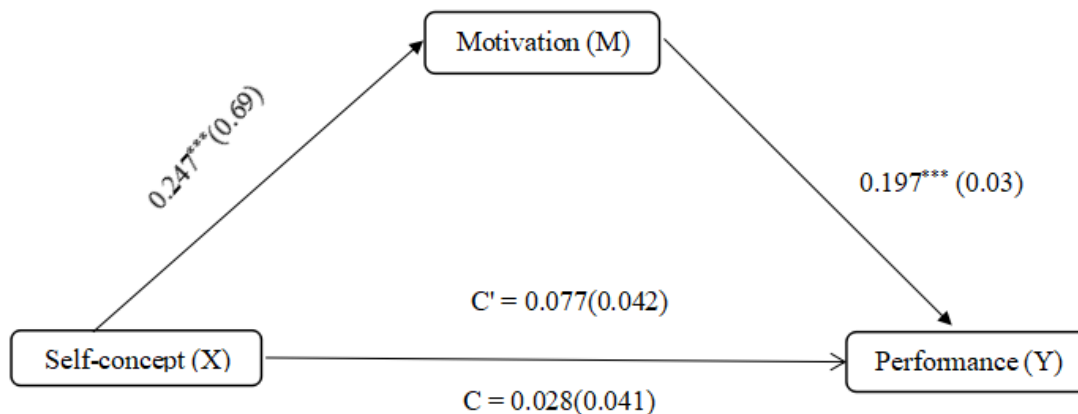 Motivation (M)
0.247***(0.69)
0.197*** (0.03)
C' = 0.077(0.042)
Self-concept (X)
Performance (Y)
C = 0.028(0.041)